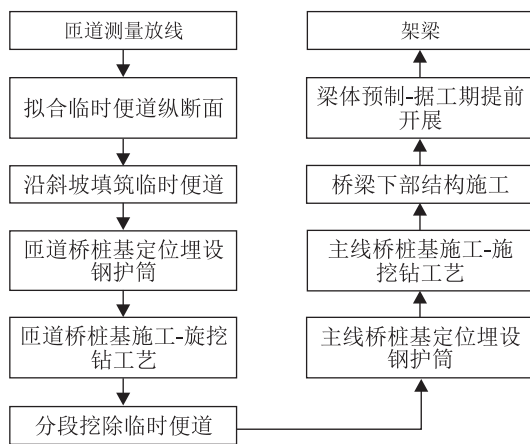 匝道测量放线
拟合临时便道纵断面
沿斜坡填筑临时便道
匝道桥桩基定位埋设
钢护筒
匝道桥桩基施工-旋挖
钻工艺
分段挖除临时便道
主线桥桩基定位埋设
钢护筒
主线桥桩基施工-施
挖钻工艺
桥梁下部结构施工
梁体预制-据工期提前
开展
架梁